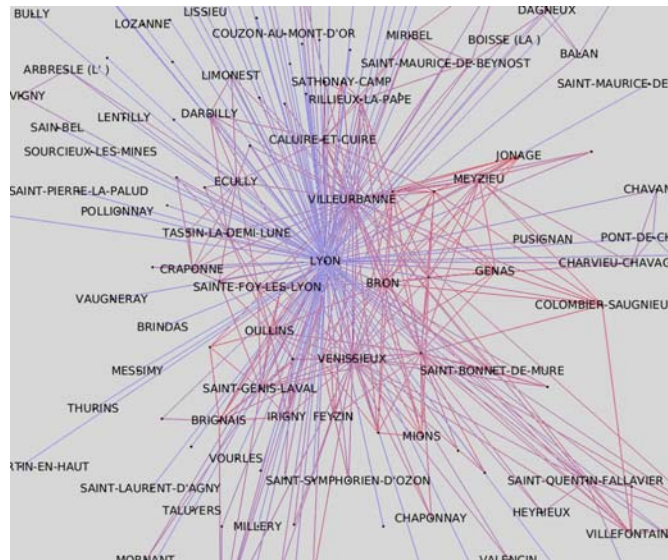 BULLY
LISSIEU
DAGNEUX
LOZANNE
COUZON-AU-MONT-D'OR
MIRIBEL
BOISSE (LA )
BALAN
ARBRESLE (L' )
LIMONEST
SAINT-MAURICE-DE-BEYNOST
SATHONAY-CAMP
SAINT-MAURICE-DE
VIGNY
RILLIEUX-LA-PAPE
LENTILLY
DARDILLY
SAIN-BEL
CALUIRE-ET-CUIRE
SOURCIEUX-LES-MINES
JONAGE
MEYZIEU
ECULLY
SAINT-PIERRE-LA-PALUD
VILLEURBANNE
CHAVAN
POLLIONNAY
TASSIN-LA-DEMI-LUNE
PUSIGNAN
PONT-DE-CH
LYON
CHARVIEU-CHAVAG
CRAPONNE
GENAS
SAINTE-FOY-LES-LYON
BRON
VAUGNERAY
COLOMBIER-SAUGNIEU
BRINDAS
OULLINS
VENISSIEUX
MESSIMY
SAINT-BONNET-DE-MURE
SAINT-GENIS-LAVAL
THURINS
BRIGNAIS
IRIGNY
FEYZIN
MIONS
VOURLES
RTIN-EN-HAUT
SAINT-SYMPHORIEN-D'OZON
SAINT-QUENTIN-FALLAVIER
SAINT-LAURENT-D'AGNY
TALUYERS
HEYRIEUX
CHAPONNAY
MILLERY
VILLEFONTAIN
MORNANT
VALENCIN